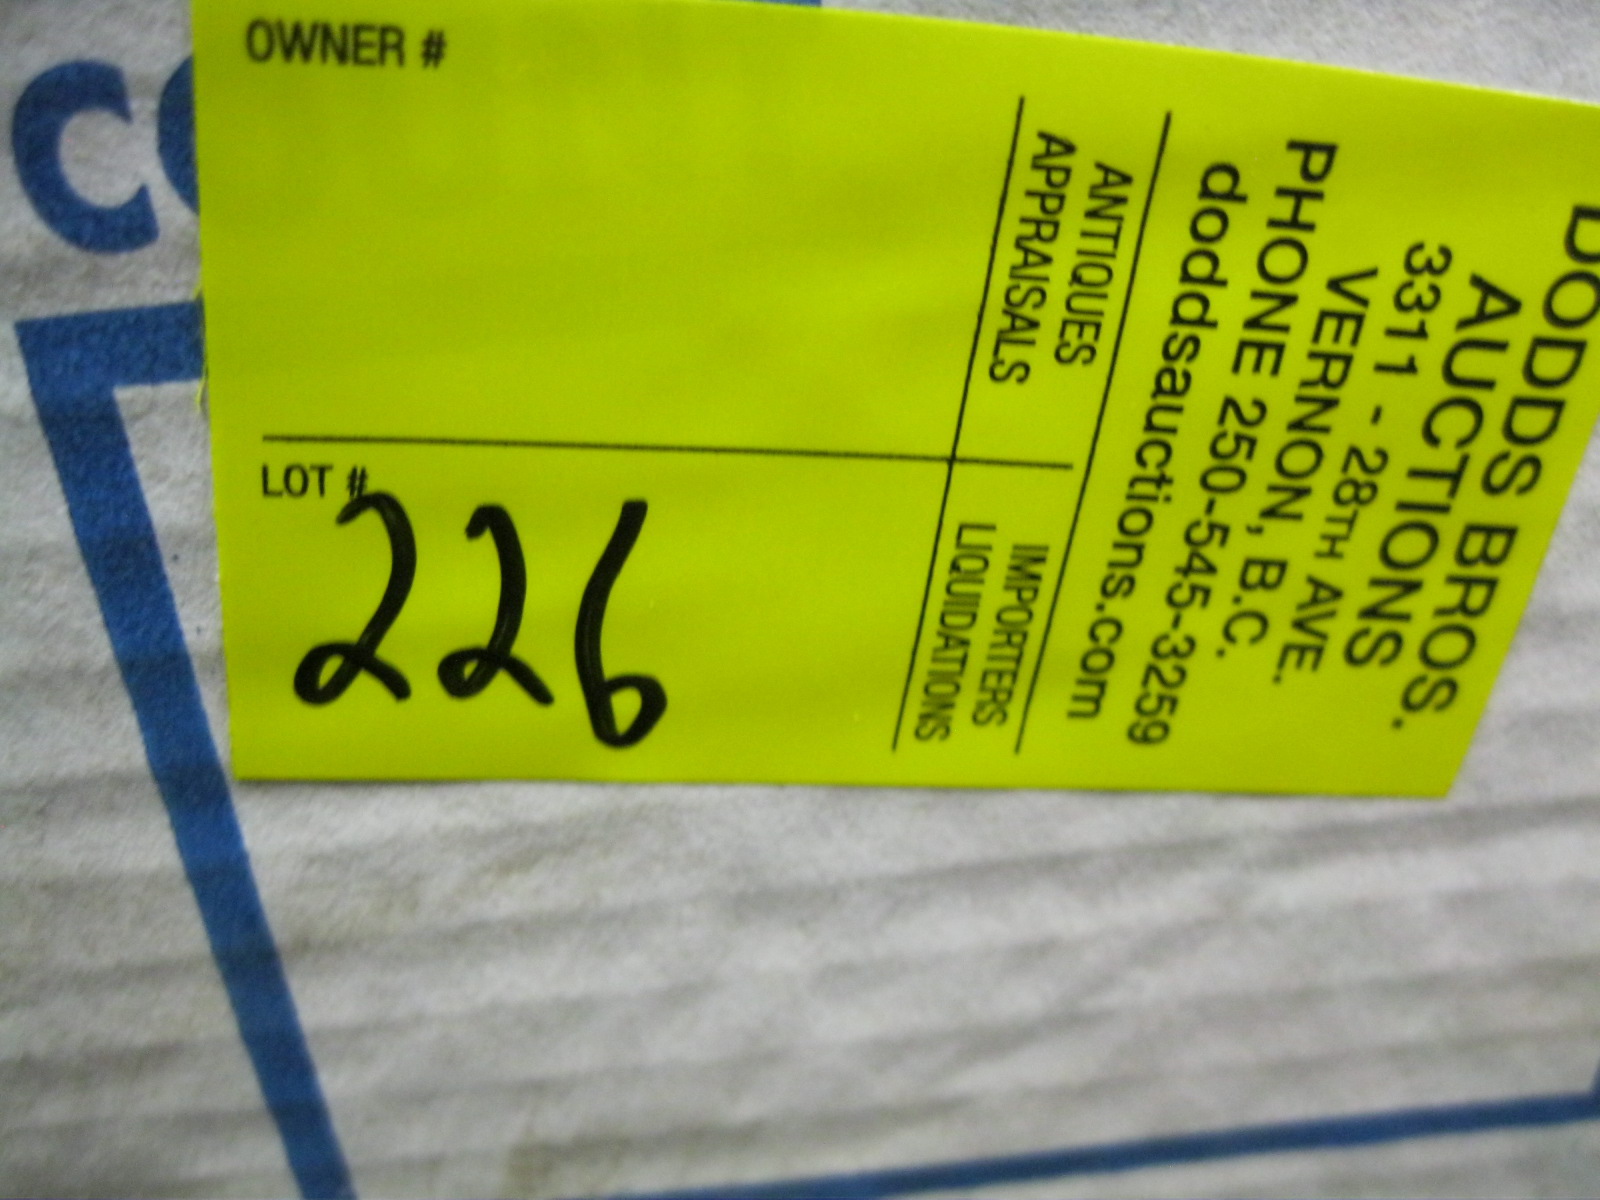 OWNER #
LOT #
226
DODDS BROS.
AUCTIONS
3311 - 28TH AVE.
VERNON, B.C.
PHONE 250-545-3259
doddsauctions.com
ANTIQUES
APPRAISALS
IMPORTERS
LIQUIDATIONS